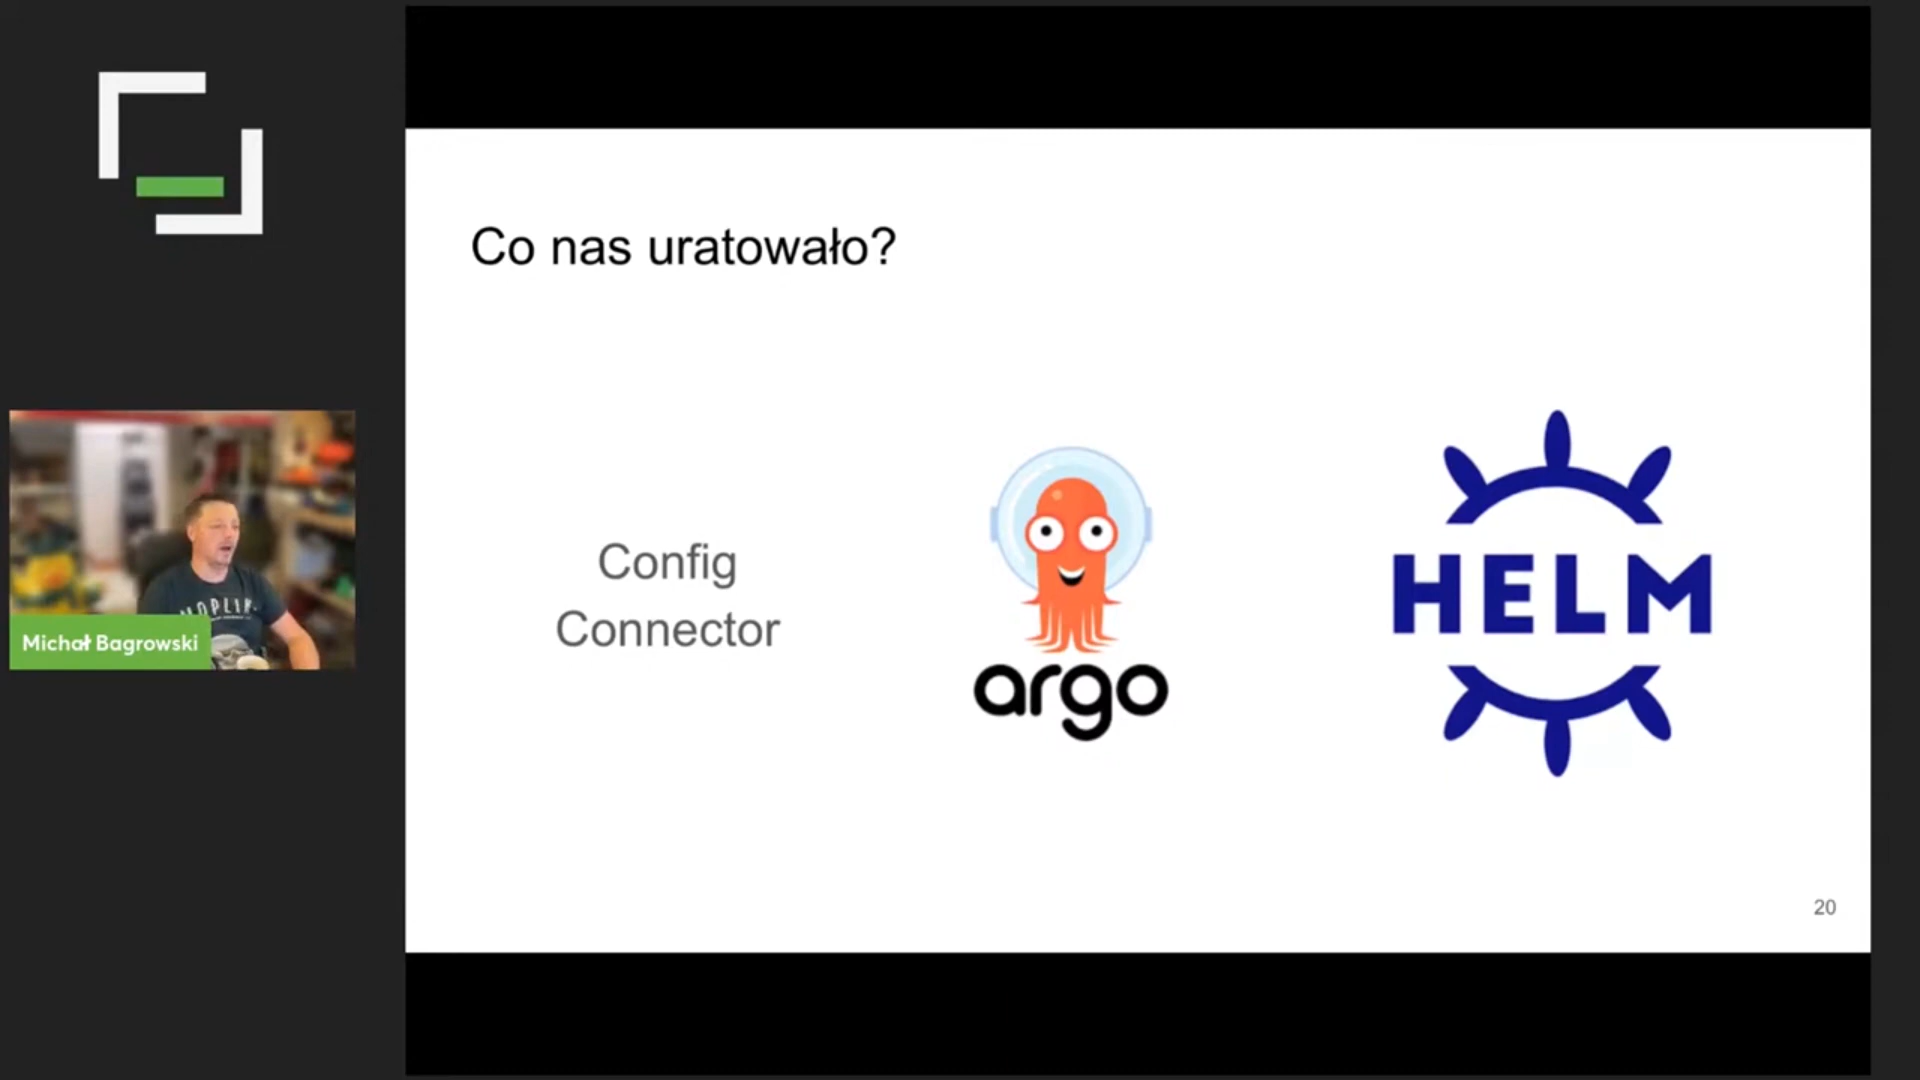 Co nas uratowało?
Config
Connector
argo
HELM
Michał Bagrowski
20